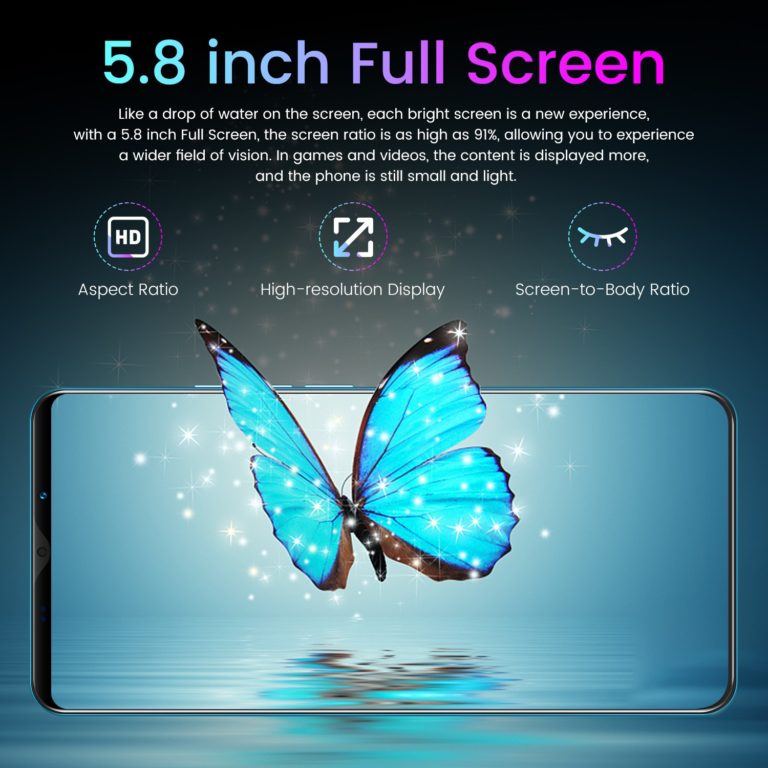 5.8 inch Full Screen
Like a drop of water on the screen, each bright screen is a new experience,
with a 5.8 inch Full Screen, the screen ratio is as high as 91%, allowing you to experience
a wider field of vision. In games and videos, the content is displayed more,
and the phone is still small and light.
HD
Aspect Ratio
High-resolution Display
Screen-to-Body Ratio